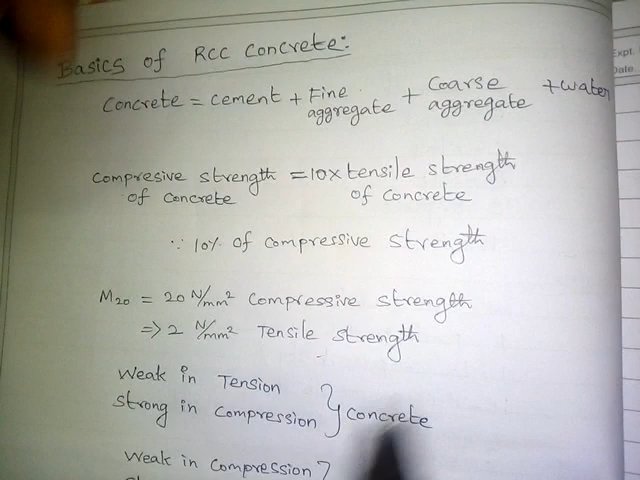 Basics of RCC Concrete:
Concrete = cement + Fine aggregate + Coarse aggregate + water
Compresive strength of concrete = 10x tensile strength of concrete
∵ 10% of compressive strength
M20 = 20 N/mm² Compressive strength
=> 2 N/mm² Tensile strength
Weak in Tension
strong in compression } concrete
Weak in compression }
Expt.
Date